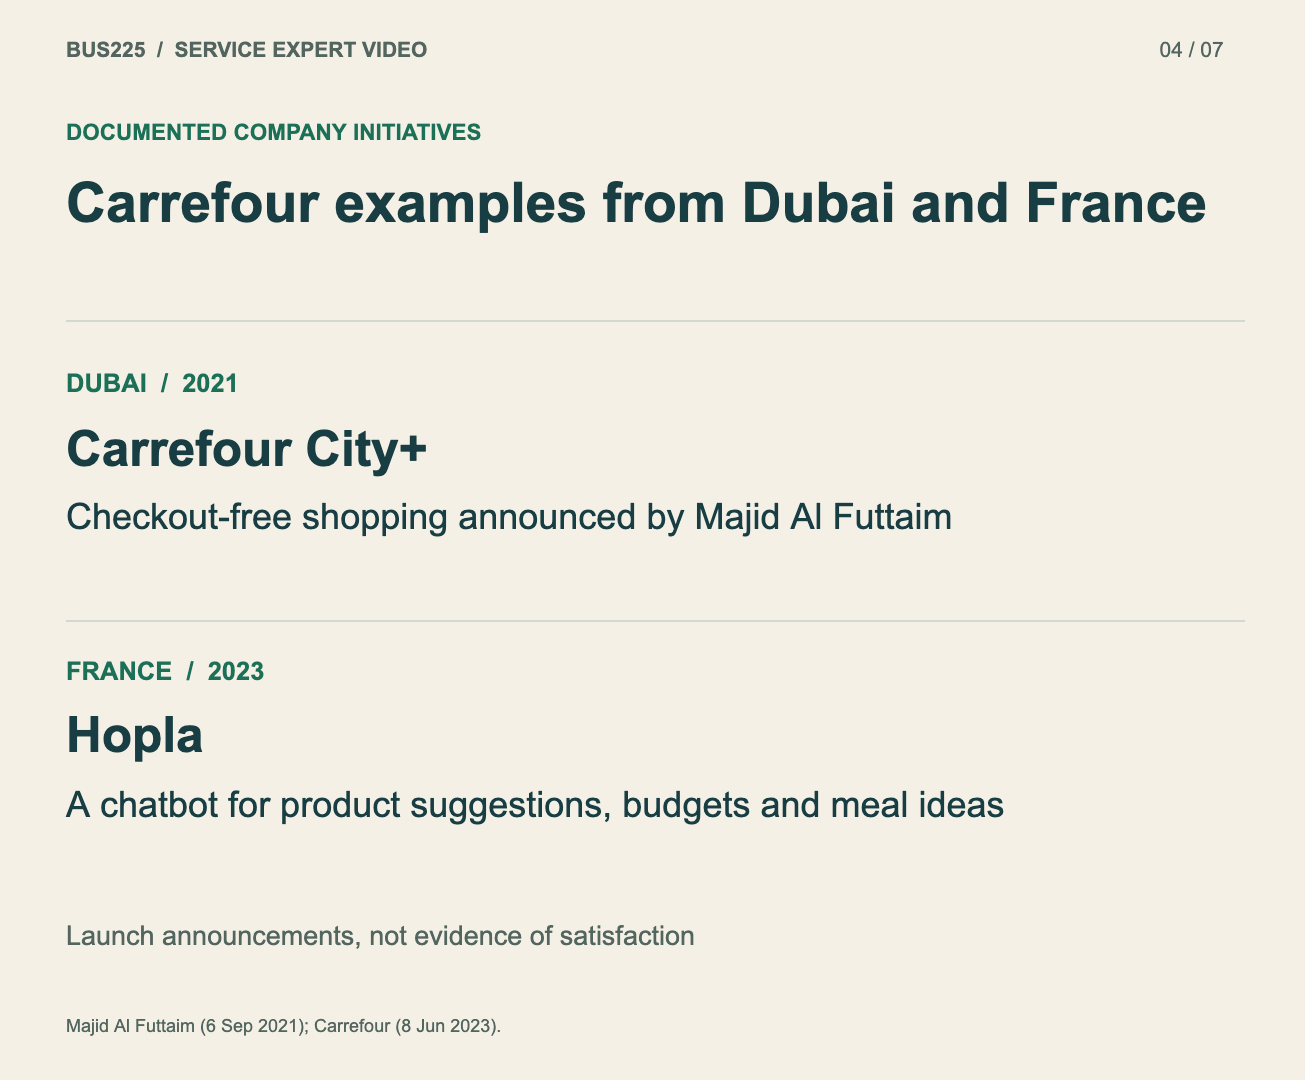 BUS225 / SERVICE EXPERT VIDEO
04 / 07
DOCUMENTED COMPANY INITIATIVES
Carrefour examples from Dubai and France
DUBAI / 2021
Carrefour City+
Checkout-free shopping announced by Majid Al Futtaim
FRANCE / 2023
Hopla
A chatbot for product suggestions, budgets and meal ideas
Launch announcements, not evidence of satisfaction
Majid Al Futtaim (6 Sep 2021); Carrefour (8 Jun 2023).